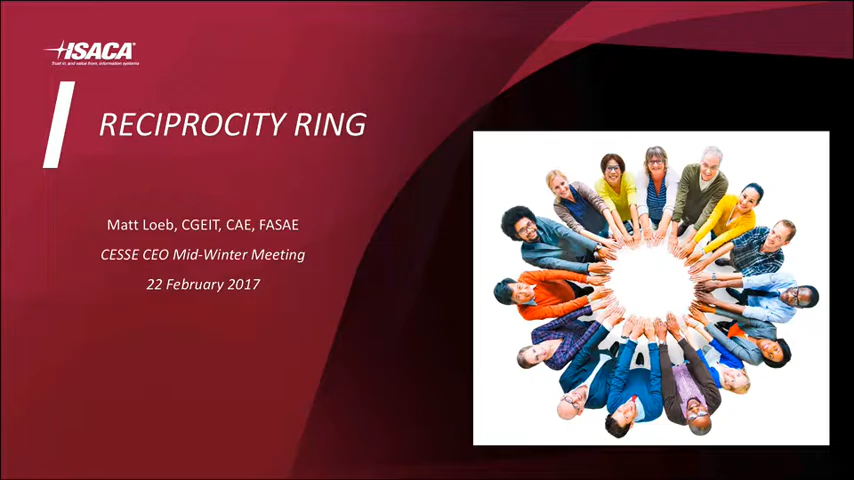 ISACA®
Trust in, and value from, information systems
RECIPROCITY RING
Matt Loeb, CGEIT, CAE, FASAE
CESSE CEO Mid-Winter Meeting
22 February 2017